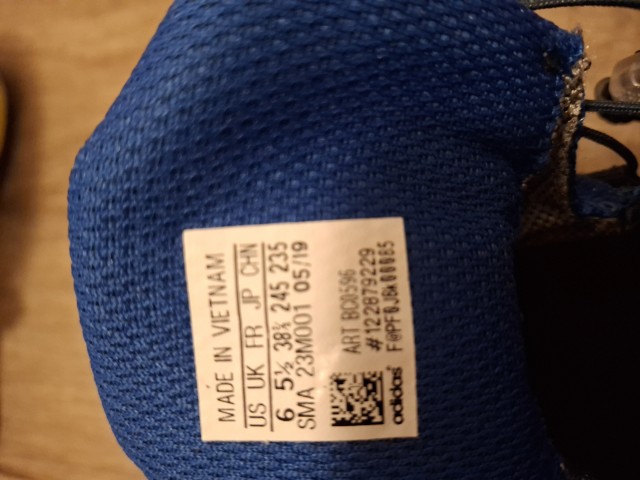 MADE IN VIETNAM
US UK FR JP CHN
6 5½ 38⅔ 245 235
SMA 23M001 05/19
ART BC0596
#122879229
adidas